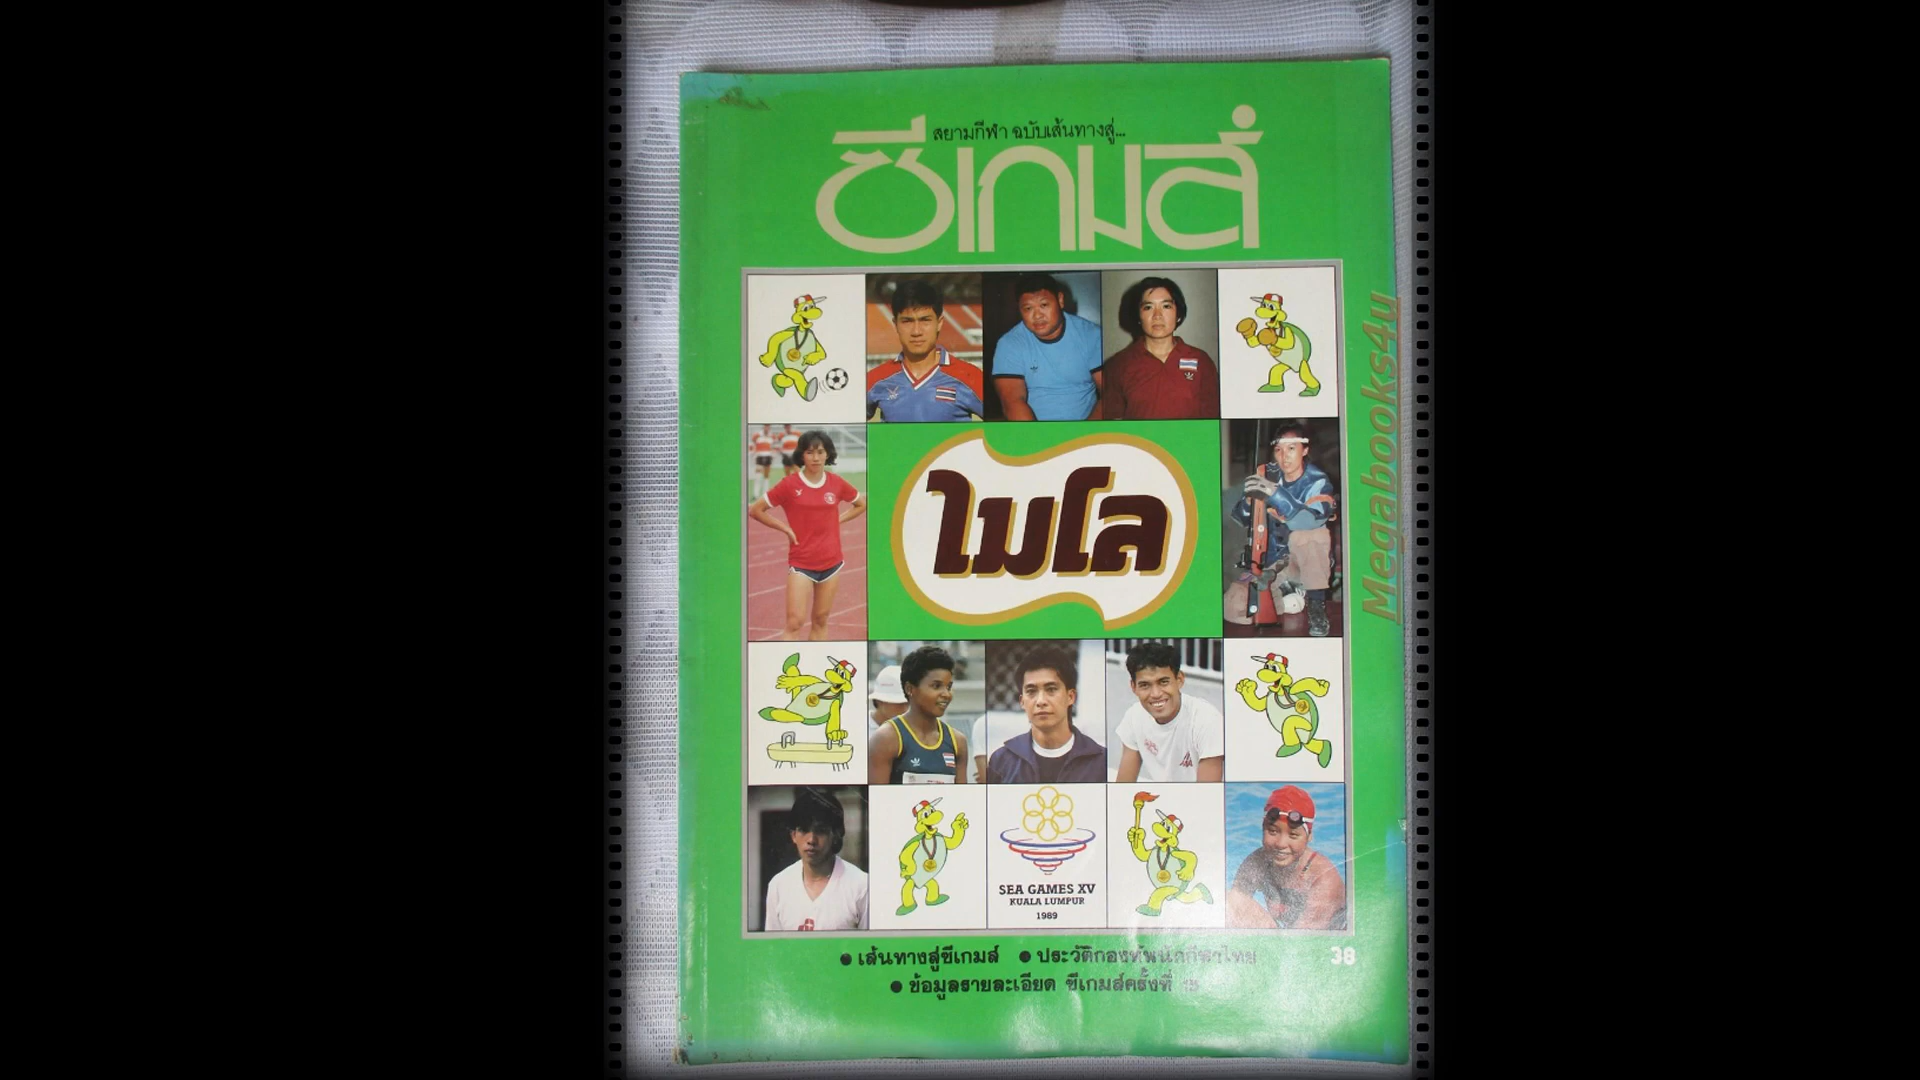 สยามกีฬา ฉบับเส้นทางสู่...
ซีเกมส์
ไมโล
SEA GAMES XV
KUALA LUMPUR
1989
● เส้นทางสู่ซีเกมส์ ● ประวัติกองทัพนักกีฬาไทย
38
● ข้อมูลรายละเอียด ซีเกมส์ครั้งที่ 15
Megabooks4u